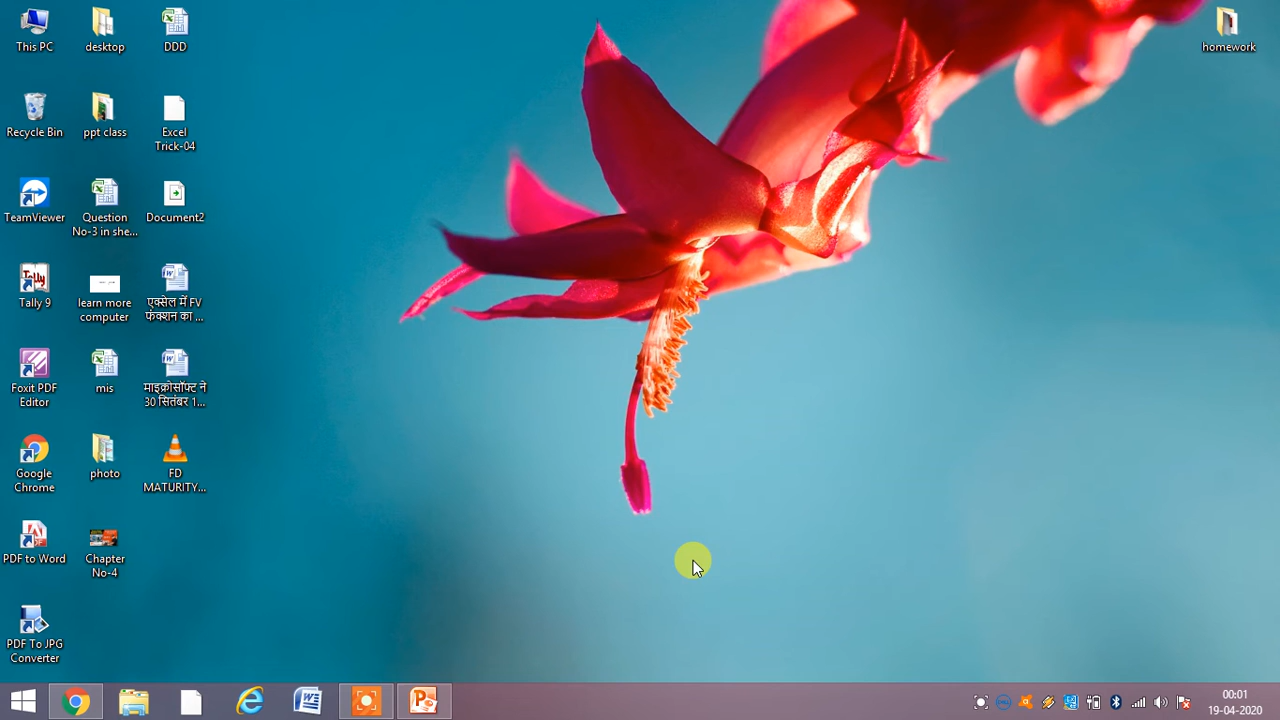 This PC
desktop
DDD
homework
Recycle Bin
ppt class
Excel
Trick-04
TeamViewer
Question
No-3 in she...
Document2
Tally
Tally 9
learn more
computer
एक्सेल में FV
फंक्शन का ...
Foxit PDF
Editor
mis
माइक्रोसॉफ्ट ने
30 सितंबर 1...
Google
Chrome
photo
FD
MATURITY...
PDF to Word
Chapter
No-4
PDF To JPG
Converter
00:01
19-04-2020